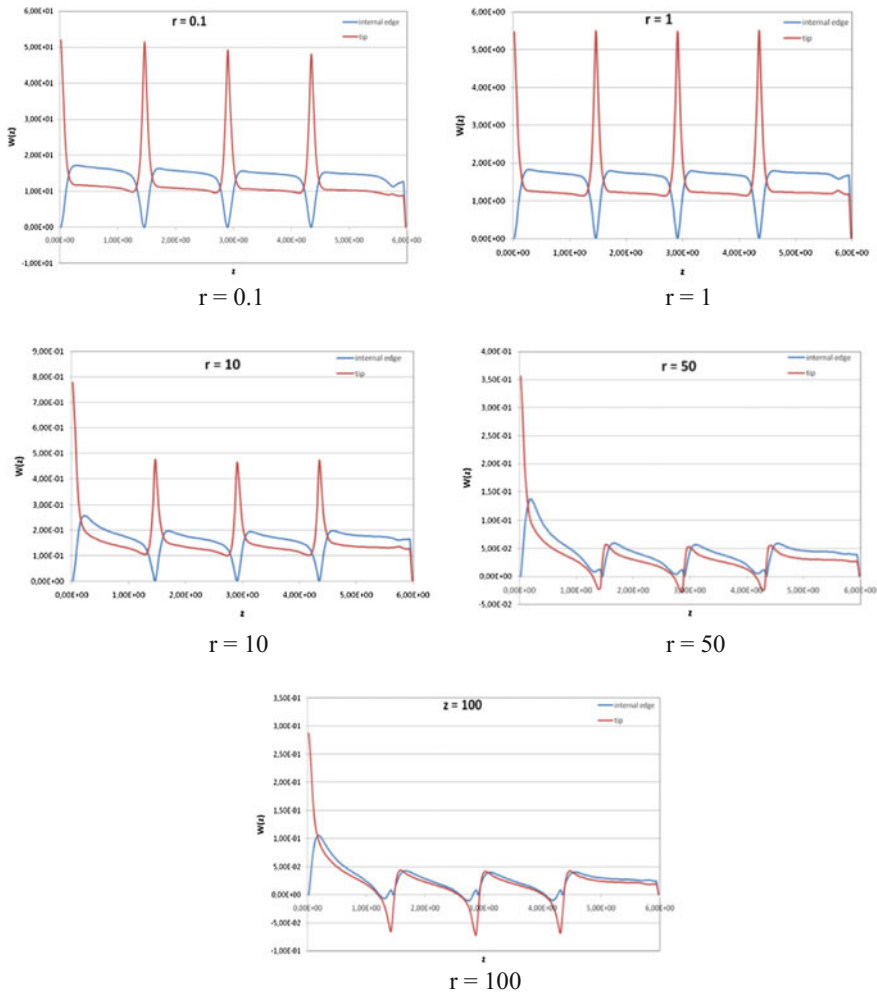 r = 0.1
internal edge
tip
6,00E+01
5,00E+01
4,00E+01
3,00E+01
2,00E+01
1,00E+01
0,00E+00
-1,00E+01
W(z)
0,00E+00 1,00E+00 2,00E+00 3,00E+00 4,00E+00 5,00E+00 6,00E+00
z
r = 0.1
r = 1
internal edge
tip
6,00E+00
5,00E+00
4,00E+00
3,00E+00
2,00E+00
1,00E+00
0,00E+00
W(z)
0,00E+00 1,00E+00 2,00E+00 3,00E+00 4,00E+00 5,00E+00 6,00E+00
z
r = 1
r = 10
internal edge
tip
9,00E-01
8,00E-01
7,00E-01
6,00E-01
5,00E-01
4,00E-01
3,00E-01
2,00E-01
1,00E-01
0,00E+00
W(z)
0,00E+00 1,00E+00 2,00E+00 3,00E+00 4,00E+00 5,00E+00 6,00E+00
z
r = 10
r = 50
internal edge
tip
4,00E-01
3,50E-01
3,00E-01
2,50E-01
2,00E-01
1,50E-01
1,00E-01
5,00E-02
0,00E+00
-5,00E-02
W(z)
0,00E+00 1,00E+00 2,00E+00 3,00E+00 4,00E+00 5,00E+00 6,00E+00
z
r = 50
z = 100
internal edge
tip
3,50E-01
3,00E-01
2,50E-01
2,00E-01
1,50E-01
1,00E-01
5,00E-02
0,00E+00
-5,00E-02
-1,00E-01
W(z)
0,00E+00 1,00E+00 2,00E+00 3,00E+00 4,00E+00 5,00E+00 6,00E+00
z
r = 100